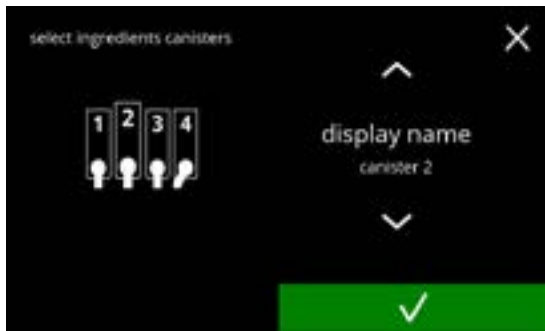 select ingredients canisters
1 2 3 4
display name
canister 2